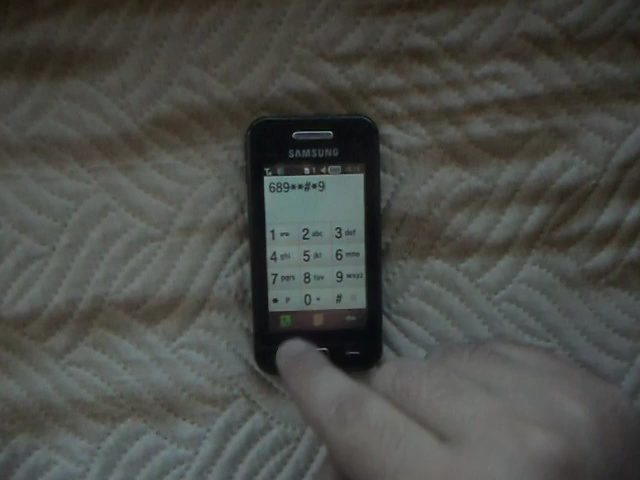 SAMSUNG
689**#*9
1 2 abc 3 def
4 ghi 5 jkl 6 mno
7 pqrs 8 tuv 9 wxyz
* P 0 + #